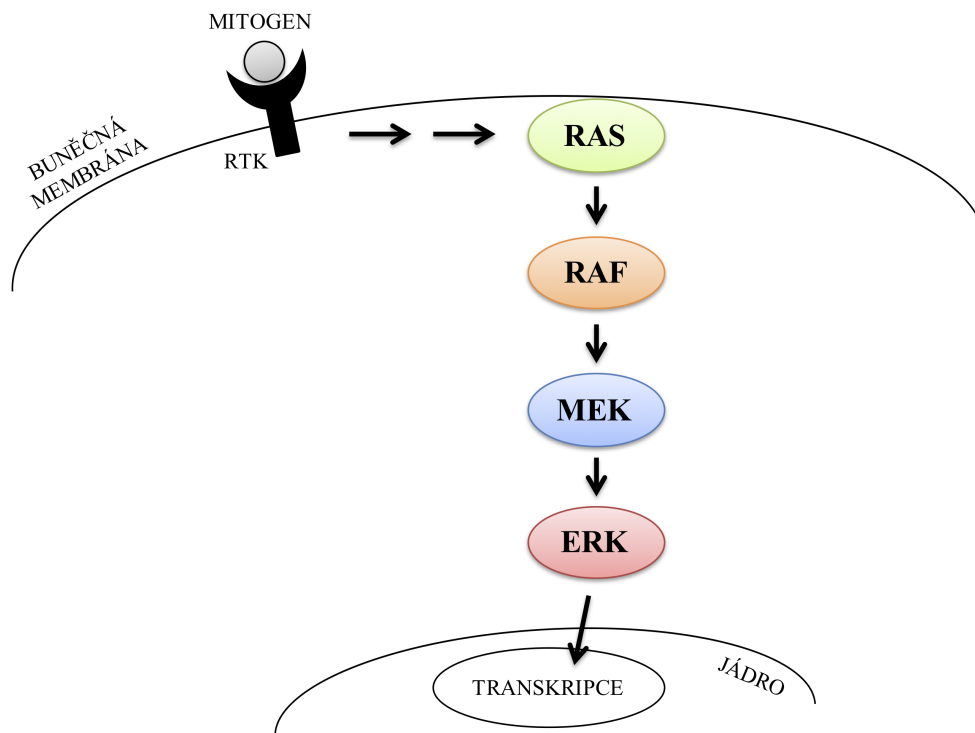 MITOGEN
BUNĚČNÁ
MEMBRÁNA
RTK
RAS
RAF
MEK
ERK
JÁDRO
TRANSKRIPCE